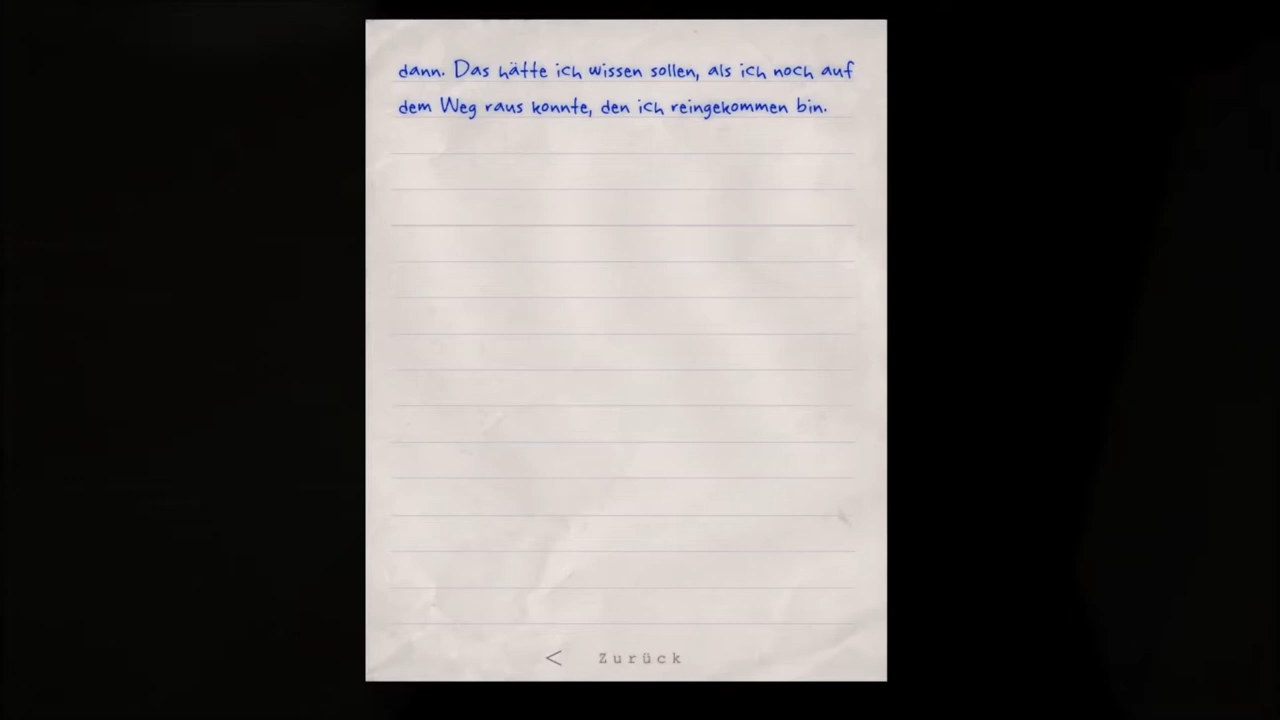 dann. Das hätte ich wissen sollen, als ich noch auf
dem Weg raus konnte, den ich reingekommen bin.
< Zurück